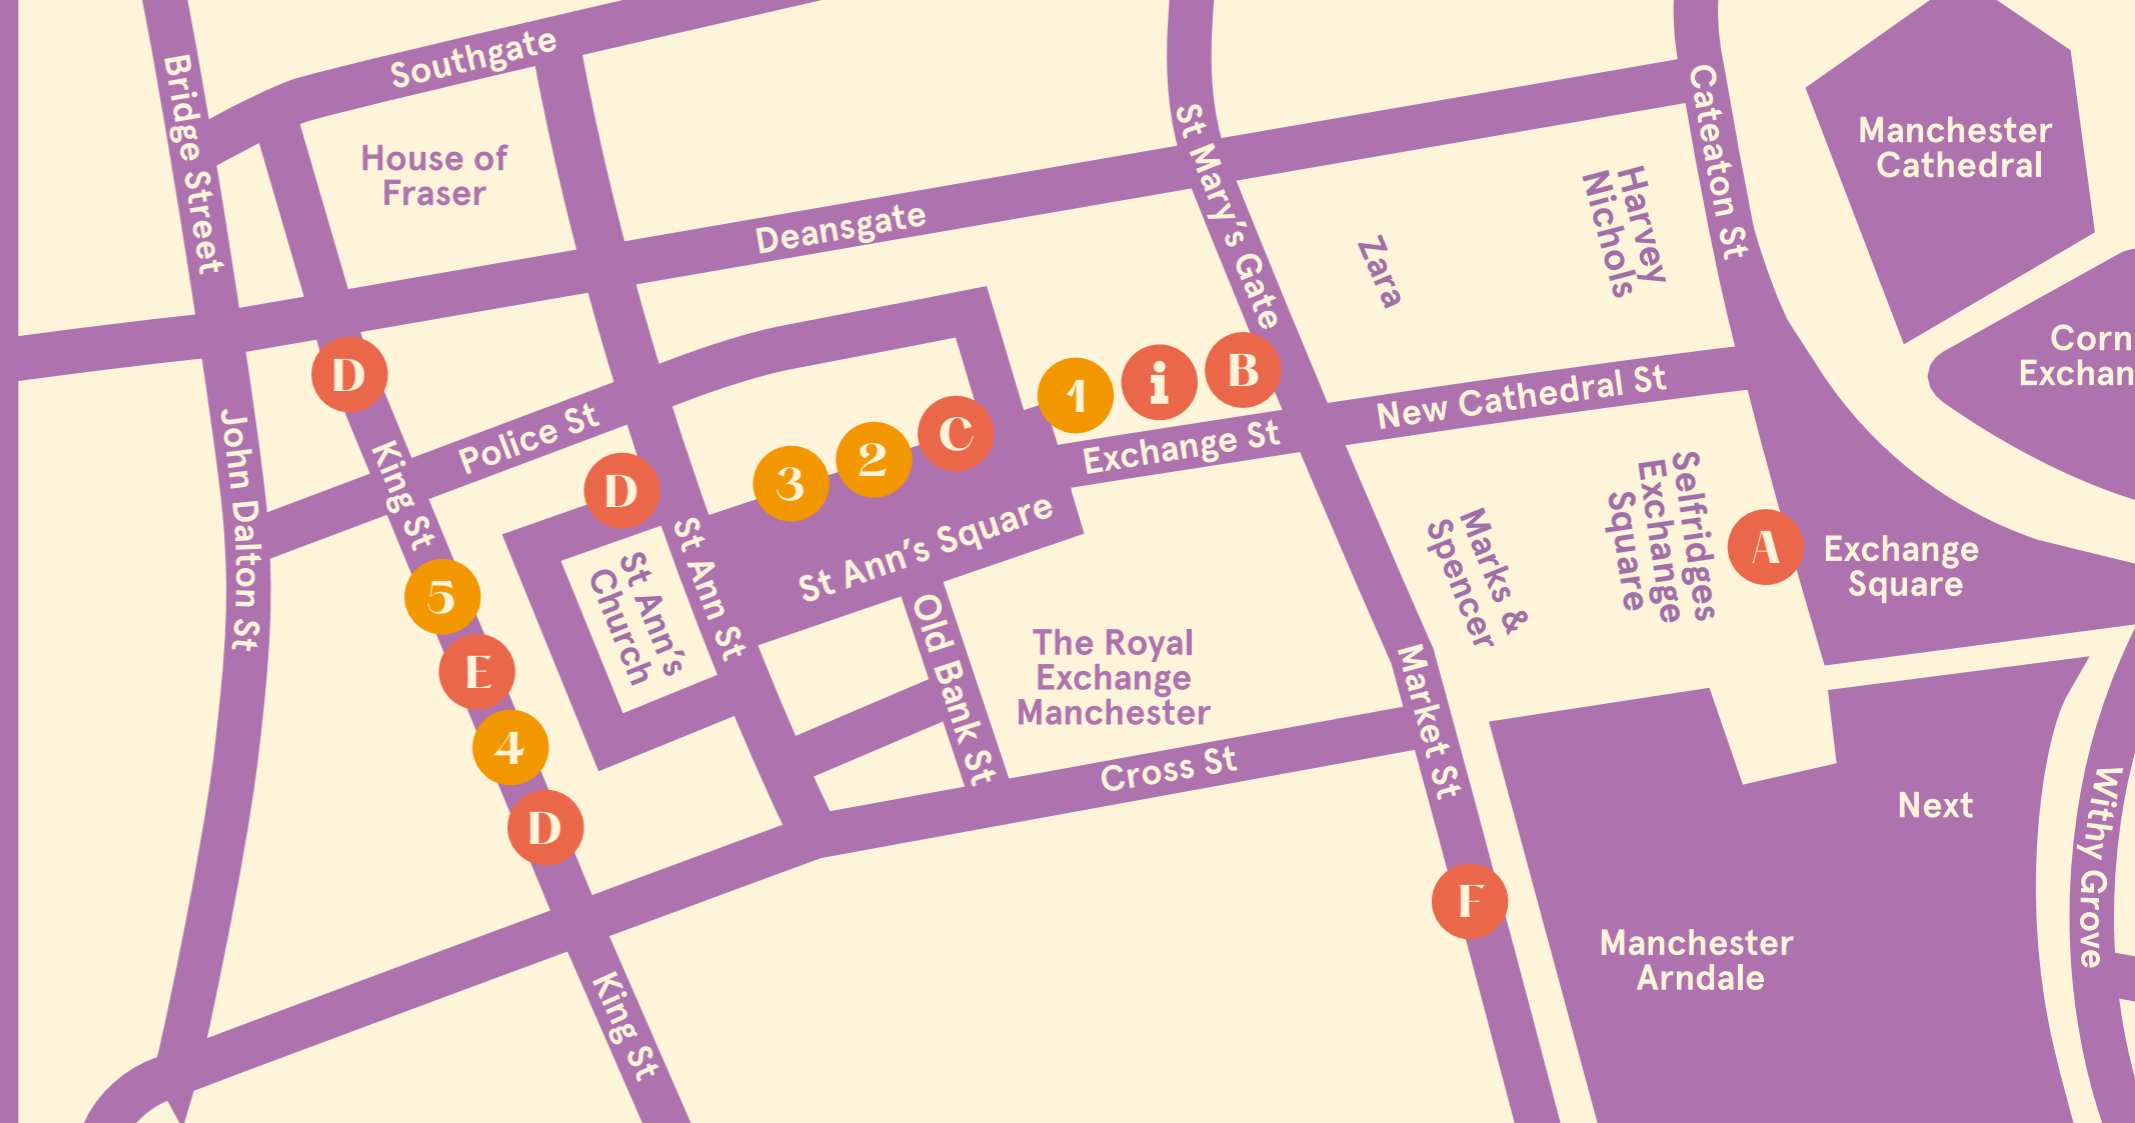 Southgate
Bridge Street
House of
Fraser
Deansgate
St Mary's Gate
Zara
Harvey
Nichols
Cateaton St
Manchester
Cathedral
Corn
Exchan
D
Police St
King St
John Dalton St
D
3
2
C
1
i
B
Exchange St
New Cathedral St
St Ann's Square
St Ann St
St Ann's
Church
Old Bank St
The Royal
Exchange
Manchester
Cross St
Marks &
Spencer
Selfridges
Exchange
Square
A
Exchange
Square
5
E
4
D
Market St
F
Next
Manchester
Arndale
Withy Grove
King St